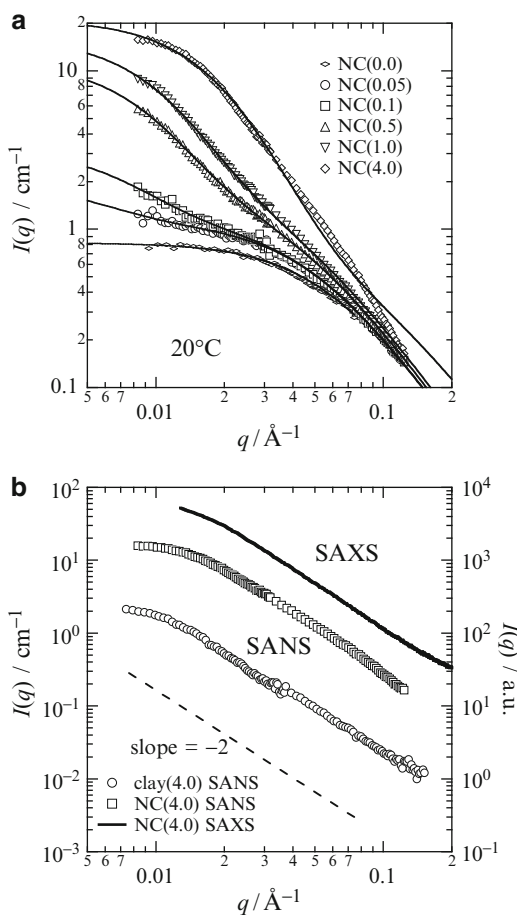 a
I(q) / cm⁻¹
2
10
8
6
4
2
1
8
6
4
2
0.1
NC(0.0)
NC(0.05)
NC(0.1)
NC(0.5)
NC(1.0)
NC(4.0)
20°C
5 6 7 0.01 2 3 4 5 6 7 0.1 2
q / Å⁻¹
b
I(q) / cm⁻¹
10²
10¹
10⁰
10⁻¹
10⁻²
10⁻³
SAXS
SANS
slope = −2
clay(4.0) SANS
NC(4.0) SANS
NC(4.0) SAXS
10⁴
10³
10²
10¹
10⁰
10⁻¹
I(q) / a.u.
5 6 7 0.01 2 3 4 5 6 7 0.1 2
q / Å⁻¹